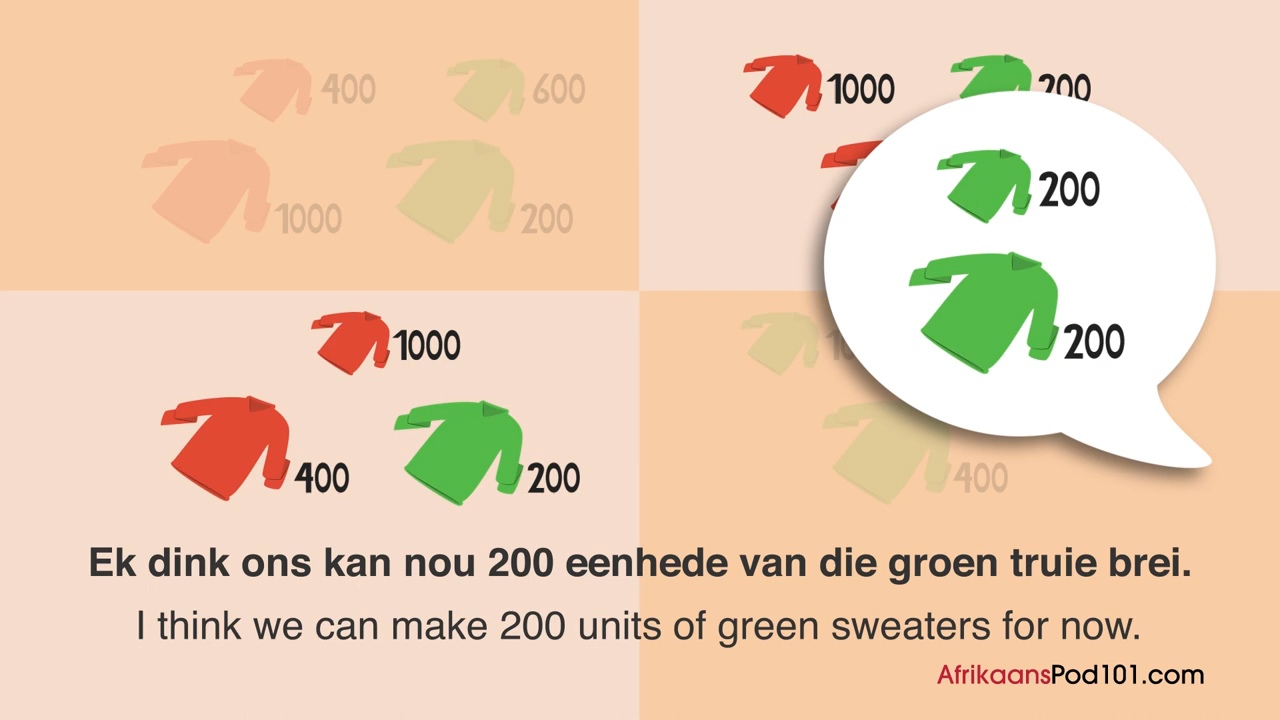 400 600
1000 200
1000 200
200
200
1000
400 200
400
Ek dink ons kan nou 200 eenhede van die groen truie brei.
I think we can make 200 units of green sweaters for now.
AfrikaansPod101.com